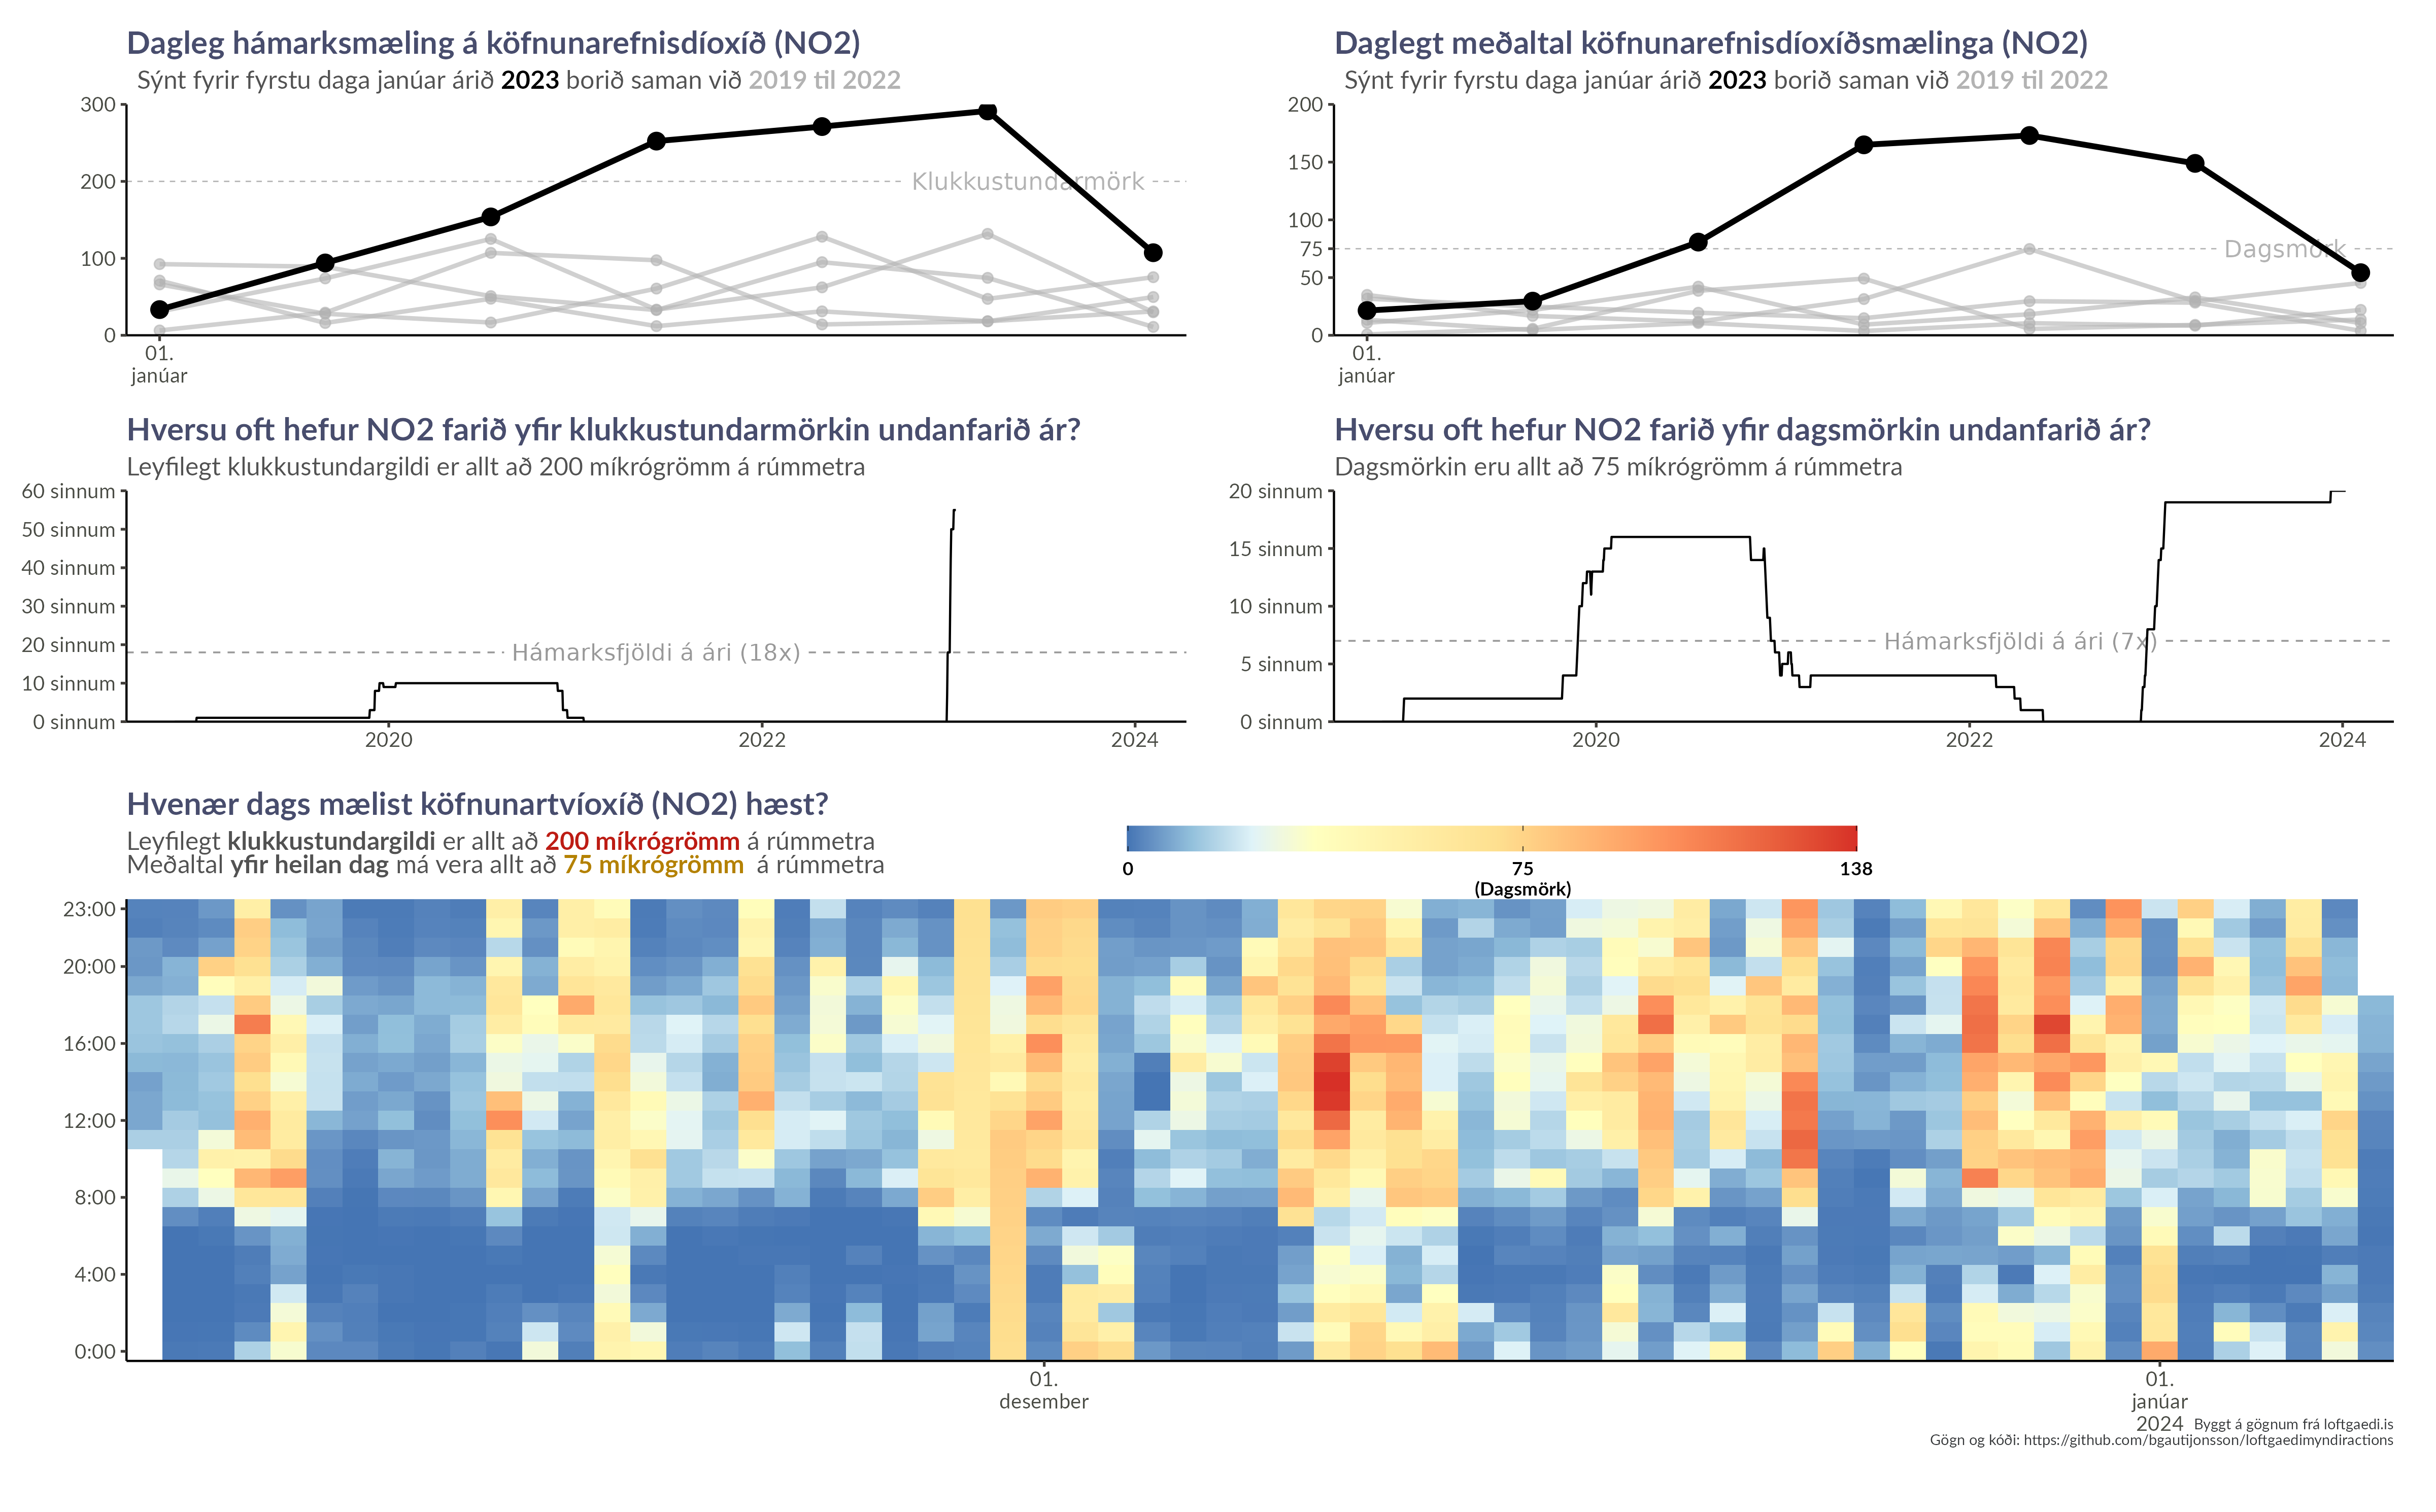 Dagleg hámarksmæling á köfnunarefnisdíoxíð (NO2)
Sýnt fyrir fyrstu daga janúar árið 2023 borið saman við 2019 til 2022
300
200
100
0
Klukkustundarmörk
01.
janúar
Daglegt meðaltal köfnunarefnisdíoxíðsmælinga (NO2)
Sýnt fyrir fyrstu daga janúar árið 2023 borið saman við 2019 til 2022
200
150
100
75
50
0
Dagsmörk
01.
janúar
Hversu oft hefur NO2 farið yfir klukkustundarmörkin undanfarið ár?
Leyfilegt klukkustundargildi er allt að 200 míkrógrömm á rúmmetra
60 sinnum
50 sinnum
40 sinnum
30 sinnum
20 sinnum
10 sinnum
0 sinnum
Hámarksfjöldi á ári (18x)
2020 2022 2024
Hversu oft hefur NO2 farið yfir dagsmörkin undanfarið ár?
Dagsmörkin eru allt að 75 míkrógrömm á rúmmetra
20 sinnum
15 sinnum
10 sinnum
5 sinnum
0 sinnum
Hámarksfjöldi á ári (7x)
2020 2022 2024
Hvenær dags mælist köfnunartvíoxíð (NO2) hæst?
Leyfilegt klukkustundargildi er allt að 200 míkrógrömm á rúmmetra
Meðaltal yfir heilan dag má vera allt að 75 míkrógrömm á rúmmetra
0 75 138
(Dagsmörk)
23:00
20:00
16:00
12:00
8:00
4:00
0:00
01.
desember
01.
janúar
2024
Byggt á gögnum frá loftgaedi.is
Gögn og kóði: https://github.com/bgautijonsson/loftgaedimyndiractions